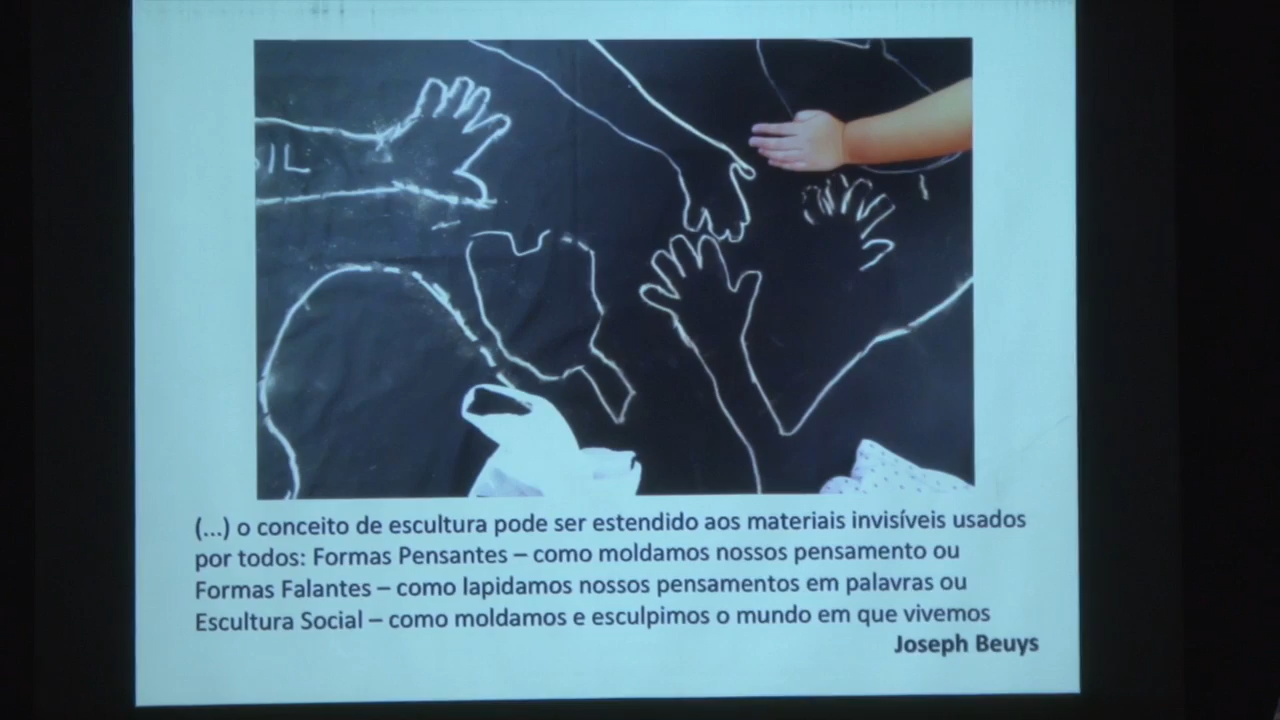 IL
(...) o conceito de escultura pode ser estendido aos materiais invisíveis usados
por todos: Formas Pensantes – como moldamos nossos pensamento ou
Formas Falantes – como lapidamos nossos pensamentos em palavras ou
Escultura Social – como moldamos e esculpimos o mundo em que vivemos
Joseph Beuys